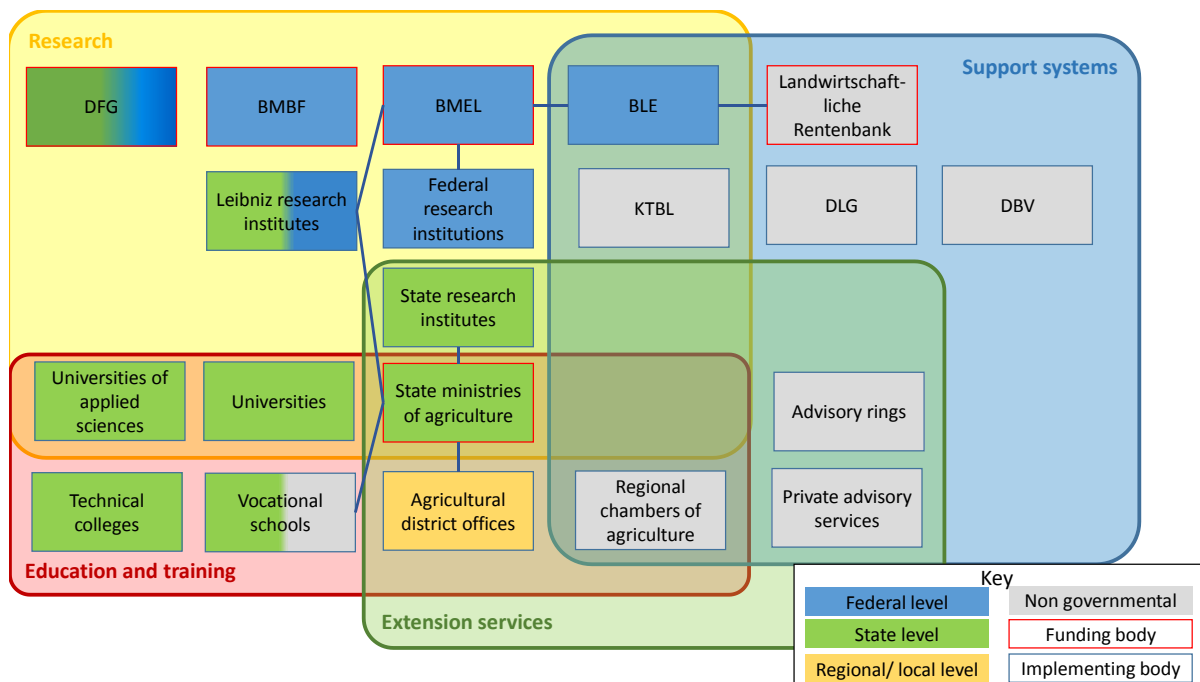 Research
Support systems
DFG
BMBF
BMEL
BLE
Landwirtschaft-
liche
Rentenbank
Leibniz research
institutes
Federal
research
institutions
KTBL
DLG
DBV
State research
institutes
Universities of
applied
sciences
Universities
State ministries
of agriculture
Advisory rings
Technical
colleges
Vocational
schools
Agricultural
district offices
Regional
chambers of
agriculture
Private advisory
services
Education and training
Extension services
Key
Federal level
Non governmental
State level
Funding body
Regional/ local level
Implementing body